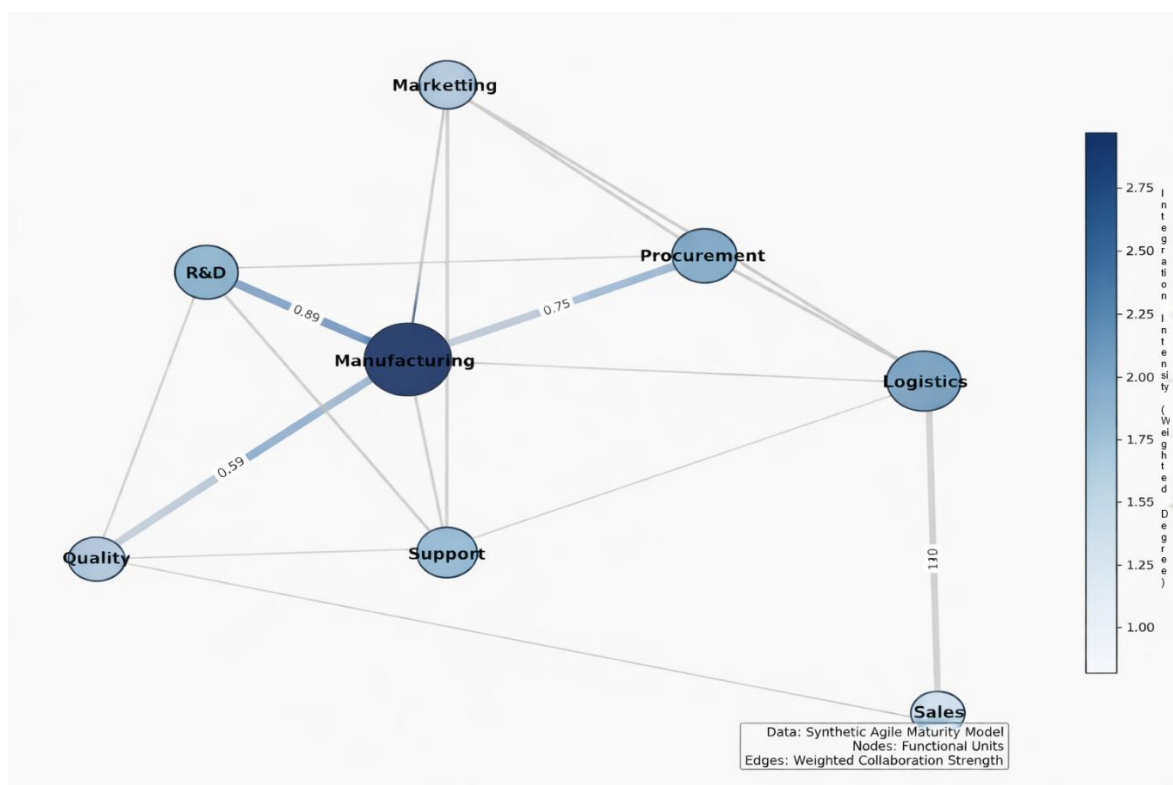 Marketting
Procurement
R&D
0.89
0.75
Manufacturing
Logistics
0.59
Quality
Support
Sales
Data: Synthetic Agile Maturity Model
Nodes: Functional Units
Edges: Weighted Collaboration Strength
2.75
2.50
2.25
2.00
1.75
1.55
1.25
1.00
Integration Intensity (Weighted Degree)